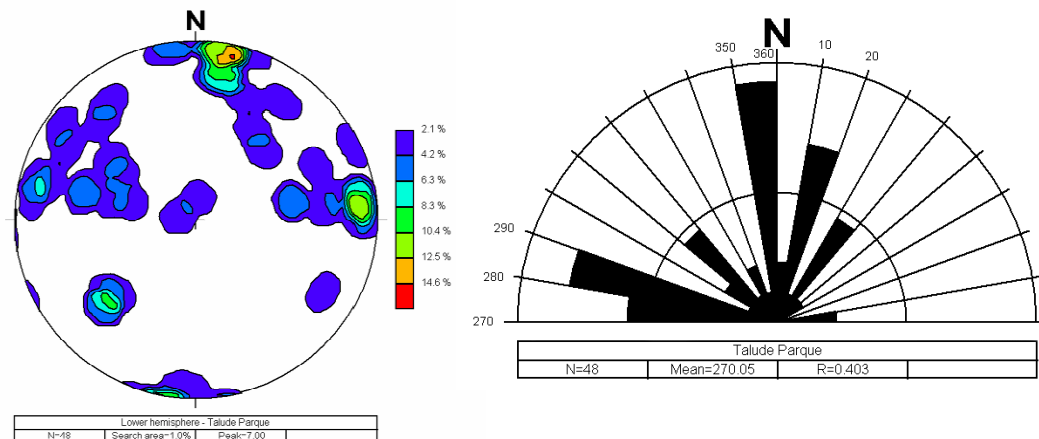 N
2.1 %
4.2 %
6.3 %
8.3 %
10.4 %
12.5 %
14.6 %
Lower hemisphere - Talude Parque
N=48 Search area=1.0% Peak=7.00
N
350 360 10 20
290
280
270
Talude Parque
N=48 Mean=270.05 R=0.403